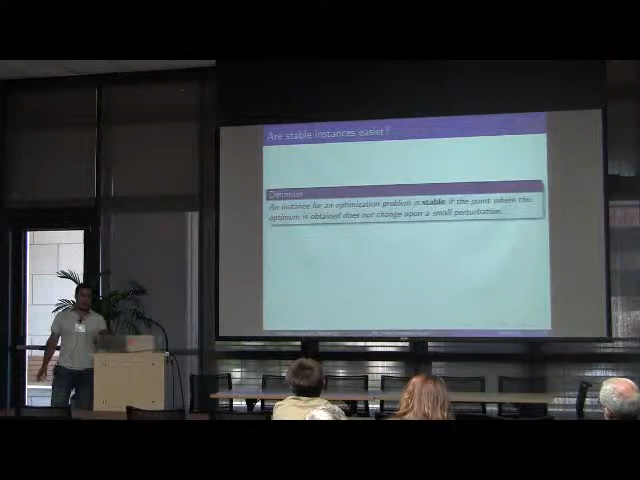 Are stable instances easier?
Definition
An instance for an optimization problem is stable if the point where the
optimum is obtained does not change upon a small perturbation.